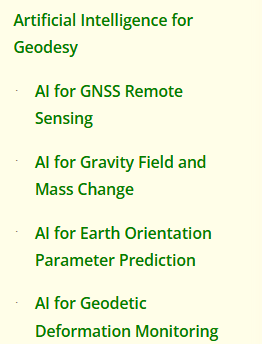 Artificial Intelligence for
Geodesy
AI for GNSS Remote
Sensing
AI for Gravity Field and
Mass Change
AI for Earth Orientation
Parameter Prediction
AI for Geodetic
Deformation Monitoring